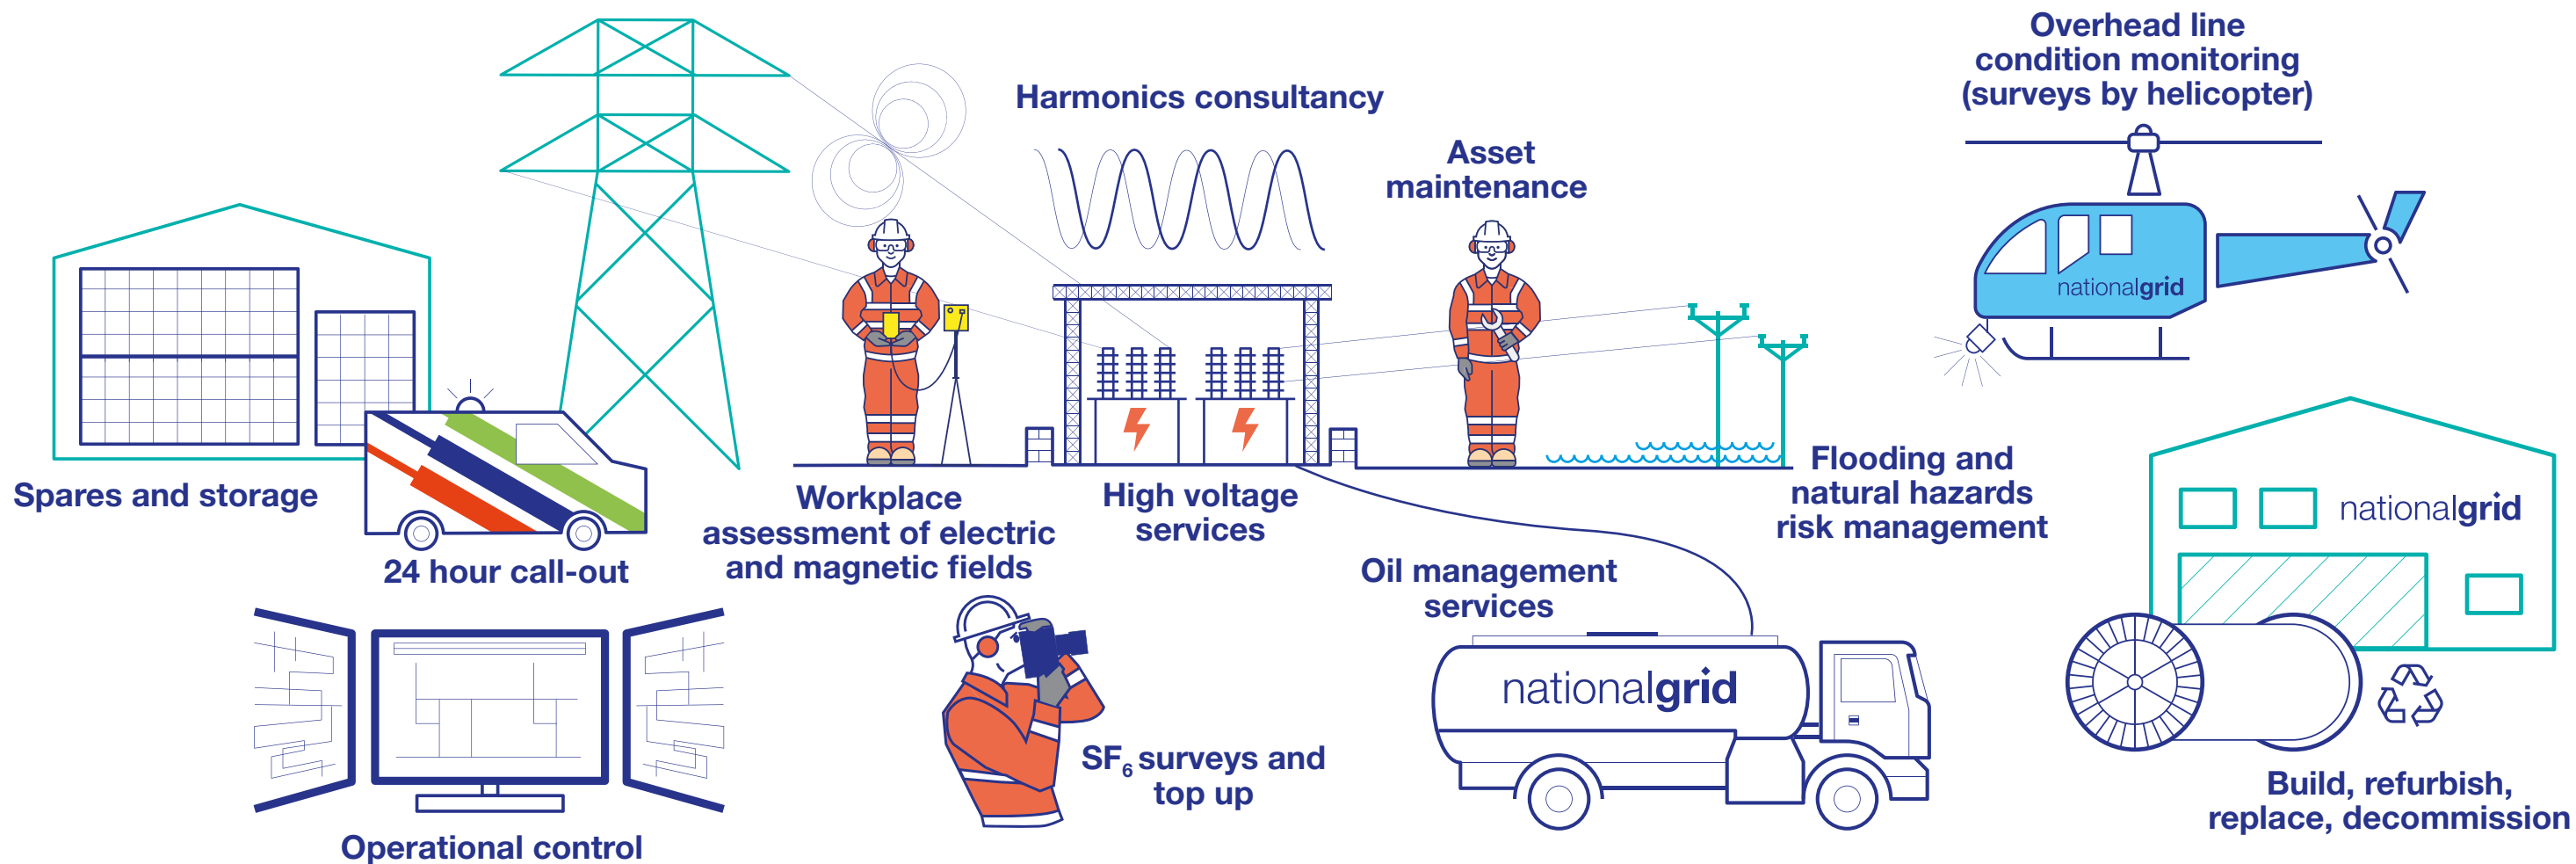 Overhead line
condition monitoring
(surveys by helicopter)
Harmonics consultancy
Asset
maintenance
nationalgrid
Spares and storage
24 hour call-out
Workplace
assessment of electric
and magnetic fields
High voltage
services
Flooding and
natural hazards
risk management
nationalgrid
Oil management
services
nationalgrid
SF₆ surveys and
top up
Operational control
Build, refurbish,
replace, decommission